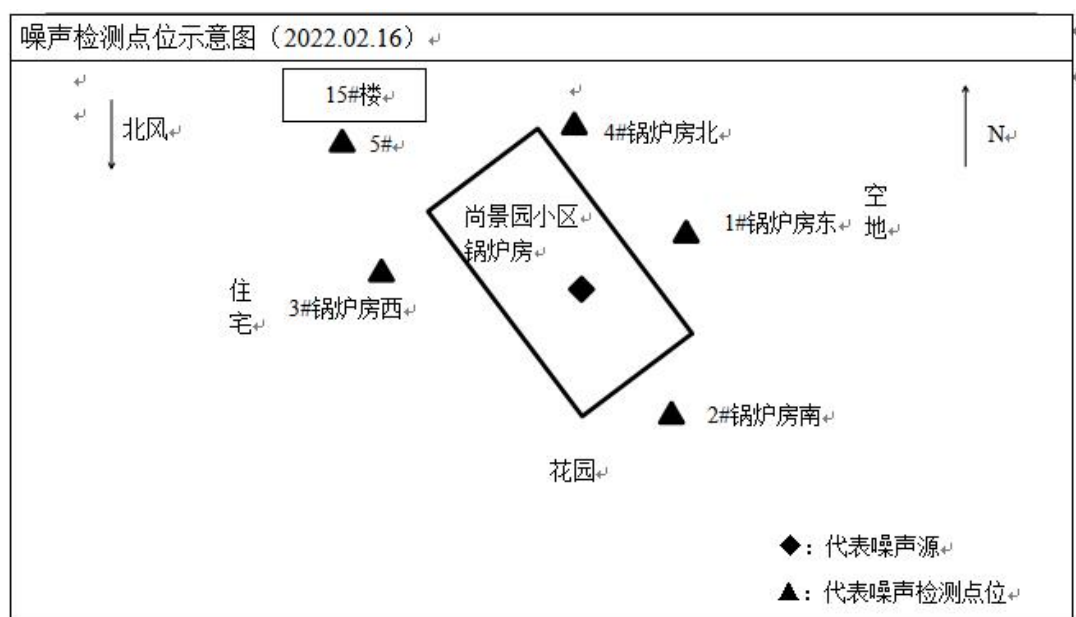 噪声检测点位示意图（2022.02.16）
15#楼
北风
5#
4#锅炉房北
N
尚景园小区
锅炉房
1#锅炉房东
空
地
住
宅
3#锅炉房西
2#锅炉房南
花园
◆：代表噪声源
▲：代表噪声检测点位